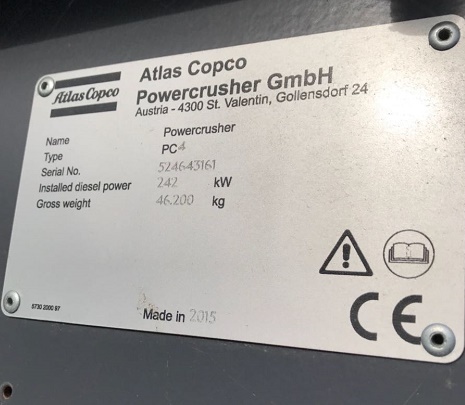 Atlas Copco
Atlas Copco
Powercrusher GmbH
Austria - 4300 St. Valentin, Gollensdorf 24
Name Powercrusher
Type PC4
Serial No. 524643161
Installed diesel power 242 kW
Gross weight 46.200 kg
Made in 2015
5730 2000 97
CE